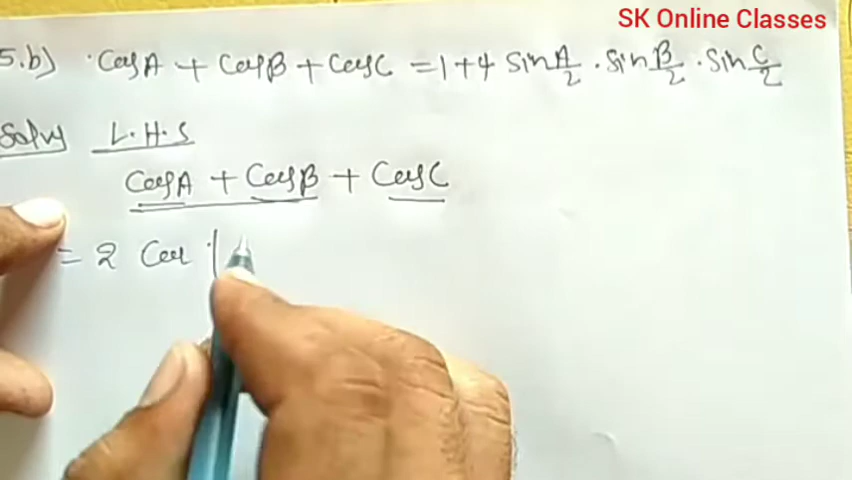 SK Online Classes
5.b) CosA + CosB + CosC = 1 + 4 Sin A/2 . Sin B/2 . Sin C/2
Solve L.H.S
CosA + CosB + CosC
= 2 Cos (